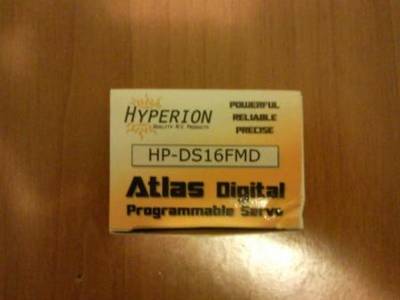 HYPERION
QUALITY R/C PRODUCTS
POWERFUL
RELIABLE
PRECISE
HP-DS16FMD
Atlas Digital
Programmable Servo